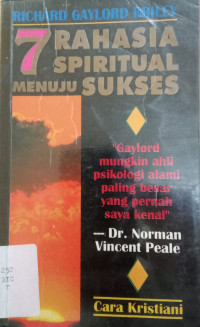 RICHARD GAYLORD BRILEY
7 RAHASIA
SPIRITUAL
MENUJU SUKSES
"Gaylord
mungkin ahli
psikologi alami
paling besar
yang pernah
saya kenal"
— Dr. Norman
Vincent Peale
Cara Kristiani